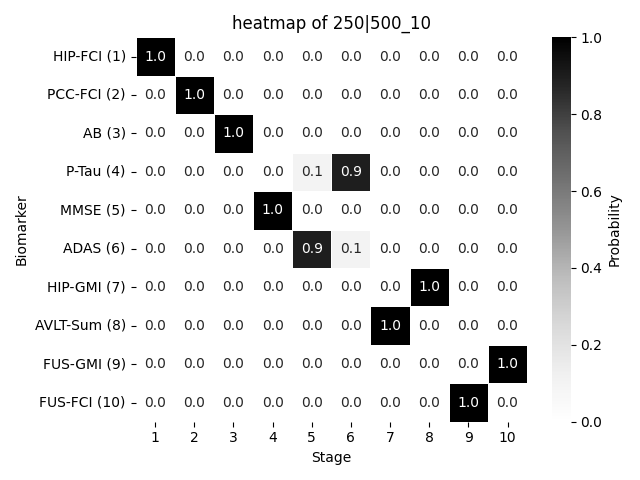 heatmap of 250|500_10
HIP-FCI (1) 1.0 0.0 0.0 0.0 0.0 0.0 0.0 0.0 0.0 0.0
PCC-FCI (2) 0.0 1.0 0.0 0.0 0.0 0.0 0.0 0.0 0.0 0.0
AB (3) 0.0 0.0 1.0 0.0 0.0 0.0 0.0 0.0 0.0 0.0
P-Tau (4) 0.0 0.0 0.0 0.0 0.1 0.9 0.0 0.0 0.0 0.0
MMSE (5) 0.0 0.0 0.0 1.0 0.0 0.0 0.0 0.0 0.0 0.0
ADAS (6) 0.0 0.0 0.0 0.0 0.9 0.1 0.0 0.0 0.0 0.0
HIP-GMI (7) 0.0 0.0 0.0 0.0 0.0 0.0 0.0 1.0 0.0 0.0
AVLT-Sum (8) 0.0 0.0 0.0 0.0 0.0 0.0 1.0 0.0 0.0 0.0
FUS-GMI (9) 0.0 0.0 0.0 0.0 0.0 0.0 0.0 0.0 0.0 1.0
FUS-FCI (10) 0.0 0.0 0.0 0.0 0.0 0.0 0.0 0.0 1.0 0.0
1 2 3 4 5 6 7 8 9 10
Stage
Biomarker
1.0
0.8
0.6
0.4
0.2
0.0
Probability